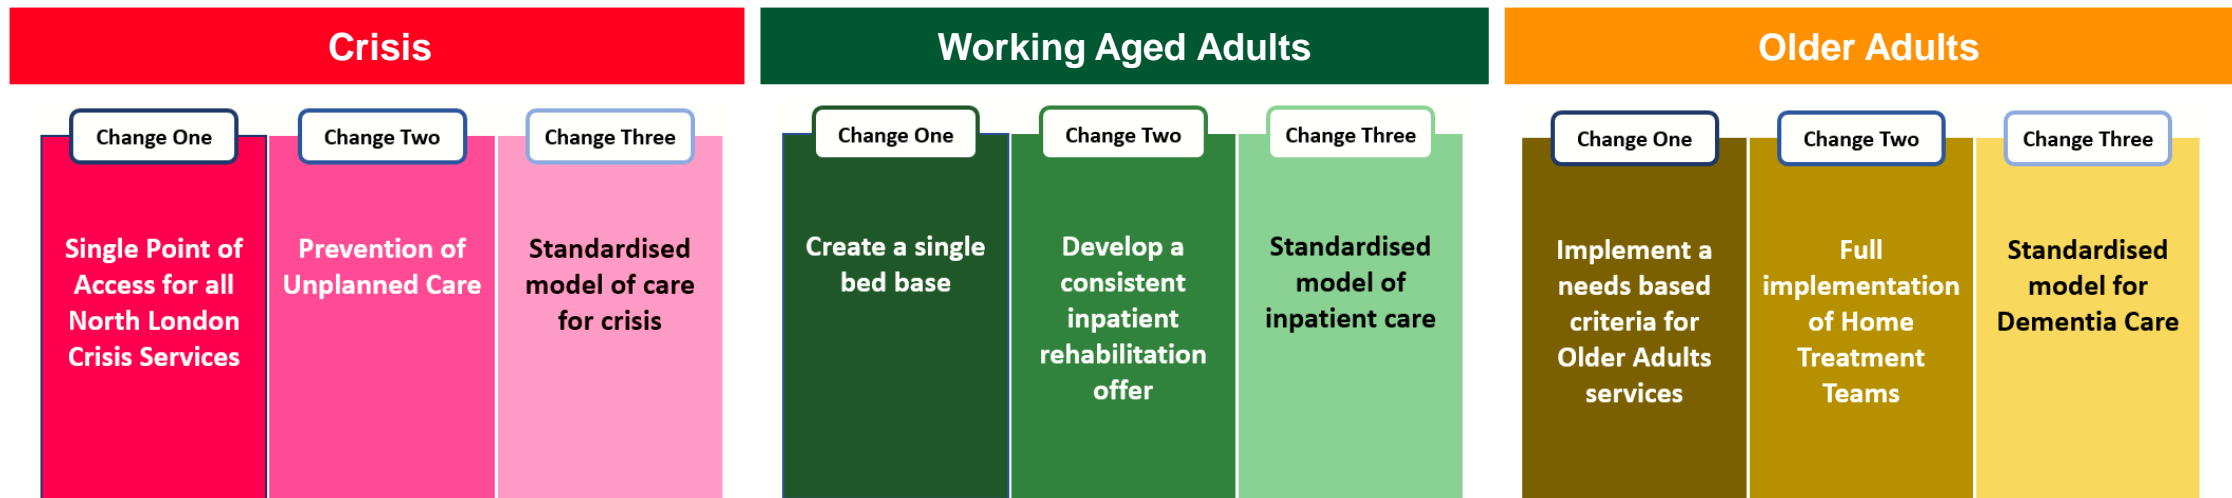 Crisis
Change One
Single Point of
Access for all
North London
Crisis Services
Change Two
Prevention of
Unplanned Care
Change Three
Standardised
model of care
for crisis
Working Aged Adults
Change One
Create a single
bed base
Change Two
Develop a
consistent
inpatient
rehabilitation
offer
Change Three
Standardised
model of
inpatient care
Older Adults
Change One
Implement a
needs based
criteria for
Older Adults
services
Change Two
Full
implementation
of Home
Treatment
Teams
Change Three
Standardised
model for
Dementia Care